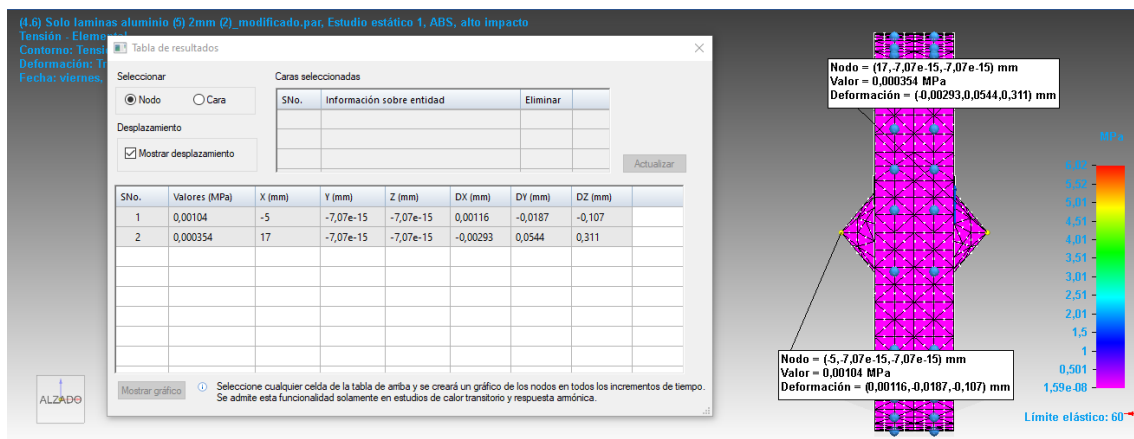 (4.6) Solo laminas aluminio (5) 2mm (2)_modificado.par, Estudio estático 1, ABS, alto impacto
Tensión - Elemental
Contorno: Tensi
Deformación: Tr
Fecha: viernes,
Tabla de resultados
Seleccionar
Nodo Cara
Desplazamiento
Mostrar desplazamiento
Caras seleccionadas
SNo. Información sobre entidad Eliminar
Actualizar
SNo. Valores (MPa) X (mm) Y (mm) Z (mm) DX (mm) DY (mm) DZ (mm)
1 0,00104 -5 -7,07e-15 -7,07e-15 0,00116 -0,0187 -0,107
2 0,000354 17 -7,07e-15 -7,07e-15 -0,00293 0,0544 0,311
Mostrar gráfico
Seleccione cualquier celda de la tabla de arriba y se creará un gráfico de los nodos en todos los incrementos de tiempo.
Se admite esta funcionalidad solamente en estudios de calor transitorio y respuesta armónica.
ALZADO
Nodo = (17,-7,07e-15,-7,07e-15) mm
Valor = 0,000354 MPa
Deformación = (-0,00293,0,0544,0,311) mm
Nodo = (-5,-7,07e-15,-7,07e-15) mm
Valor = 0,00104 MPa
Deformación = (0,00116,-0,0187,-0,107) mm
MPa
6,02
5,52
5,01
4,51
4,01
3,51
3,01
2,51
2,01
1,5
1
0,501
1,59e-08
Límite elástico: 60